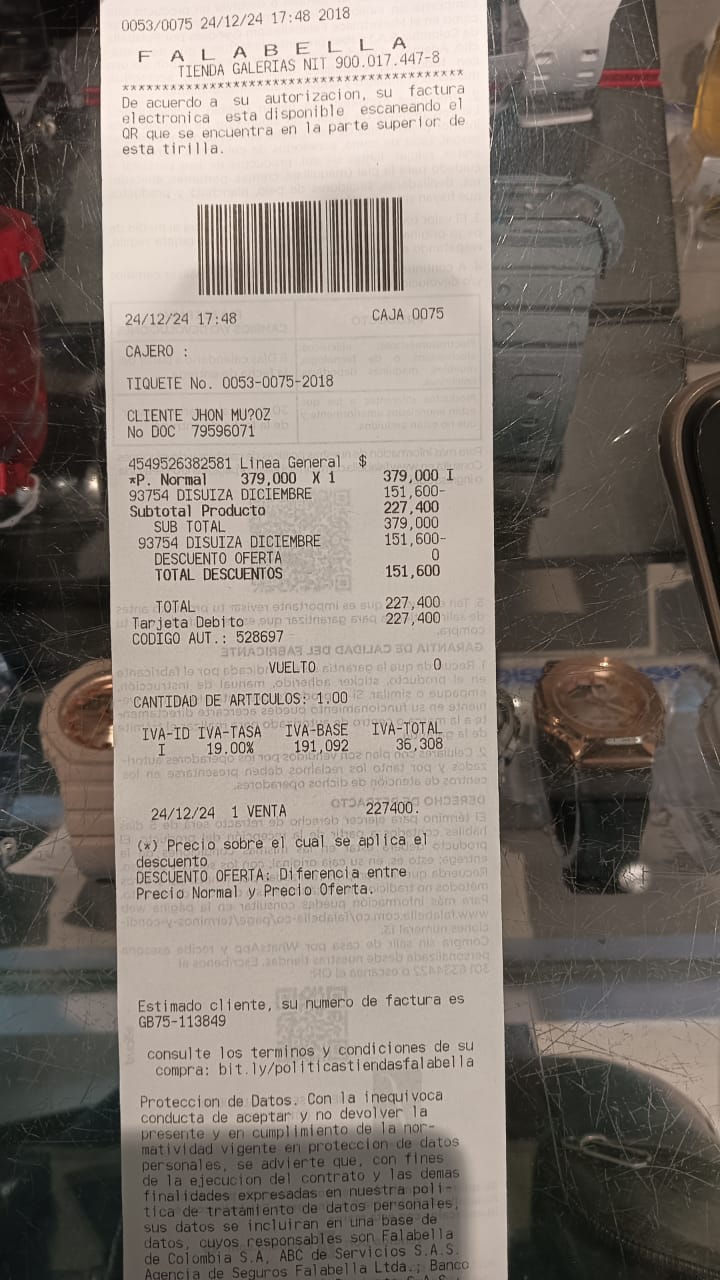 0053/0075 24/12/24 17:48 2018
F A L A B E L L A
TIENDA GALERIAS NIT 900.017.447-8
******************************************
De acuerdo a su autorizacion, su factura
electronica esta disponible escaneando el
QR que se encuentra en la parte superior de
esta tirilla.
24/12/24 17:48 CAJA 0075
CAJERO :
TIQUETE No. 0053-0075-2018
CLIENTE JHON MU?OZ
No DOC 79596071
4549526382581 Linea General $
*P. Normal 379,000 X 1 379,000 I
93754 DISUIZA DICIEMBRE 151,600-
Subtotal Producto 227,400
SUB TOTAL 379,000
93754 DISUIZA DICIEMBRE 151,600-
DESCUENTO OFERTA 0
TOTAL DESCUENTOS 151,600
TOTAL 227,400
Tarjeta Debito 227,400
CODIGO AUT.: 528697
VUELTO 0
CANTIDAD DE ARTICULOS: 1.00
IVA-ID IVA-TASA IVA-BASE IVA-TOTAL
I 19.00% 191,092 36,308
24/12/24 1 VENTA 227400.
(*) Precio sobre el cual se aplica el
descuento
DESCUENTO OFERTA: Diferencia entre
Precio Normal y Precio Oferta.
Estimado cliente, su numero de factura es
GB75-113849
consulte los terminos y condiciones de su
compra: bit.ly/politicastiendasfalabella
Proteccion de Datos. Con la inequivoca
conducta de aceptar y no devolver la
presente y en cumplimiento de la nor-
matividad vigente en proteccion de datos
personales, se advierte que, con fines
de la ejecucion del contrato y las demas
finalidades expresadas en nuestra poli-
tica de tratamiento de datos personales,
sus datos se incluiran en una base de
datos, cuyos responsables son Falabella
de Colombia S.A, ABC de Servicios S.A.S.
Agencia de Seguros Falabella Ltda.; Banco